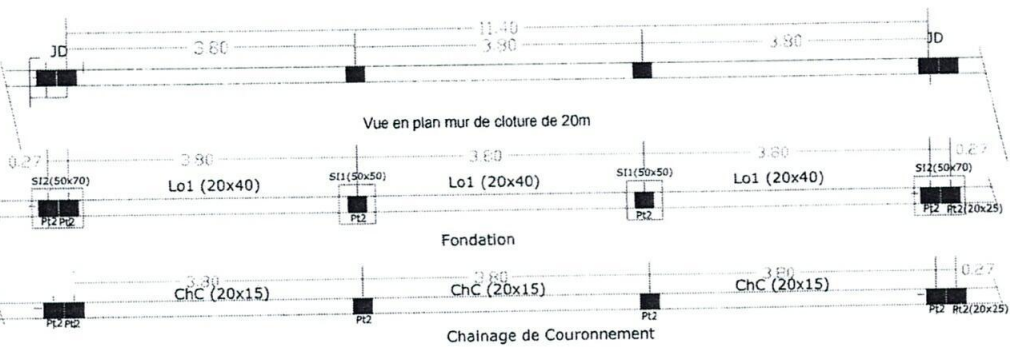 11.40
JD 3.80 3.80 3.80 JD
Vue en plan mur de cloture de 20m
0.27 3.80 3.80 3.80 0.27
SI2(50x70) Lo1 (20x40) SI1(50x50) Lo1 (20x40) SI1(50x50) Lo1 (20x40) SI2(50x70)
Pt2 Pt2 Pt2 Pt2 Pt2 Pt2(20x25)
Fondation
3.80 3.80 3.80 0.27
ChC (20x15) ChC (20x15) ChC (20x15)
Pt2 Pt2 Pt2 Pt2 Pt2 Pt2(20x25)
Chainage de Couronnement